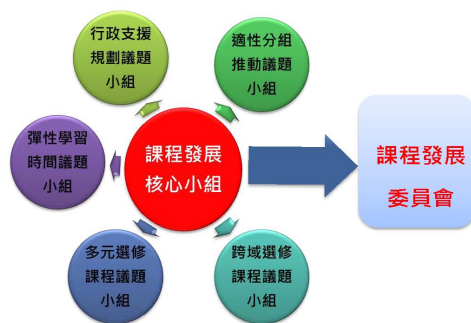 行政支援
規劃議題
小組
適性分組
推動議題
小組
彈性學習
時間議題
小組
課程發展
核心小組
課程發展
委員會
多元選修
課程議題
小組
跨域選修
課程議題
小組